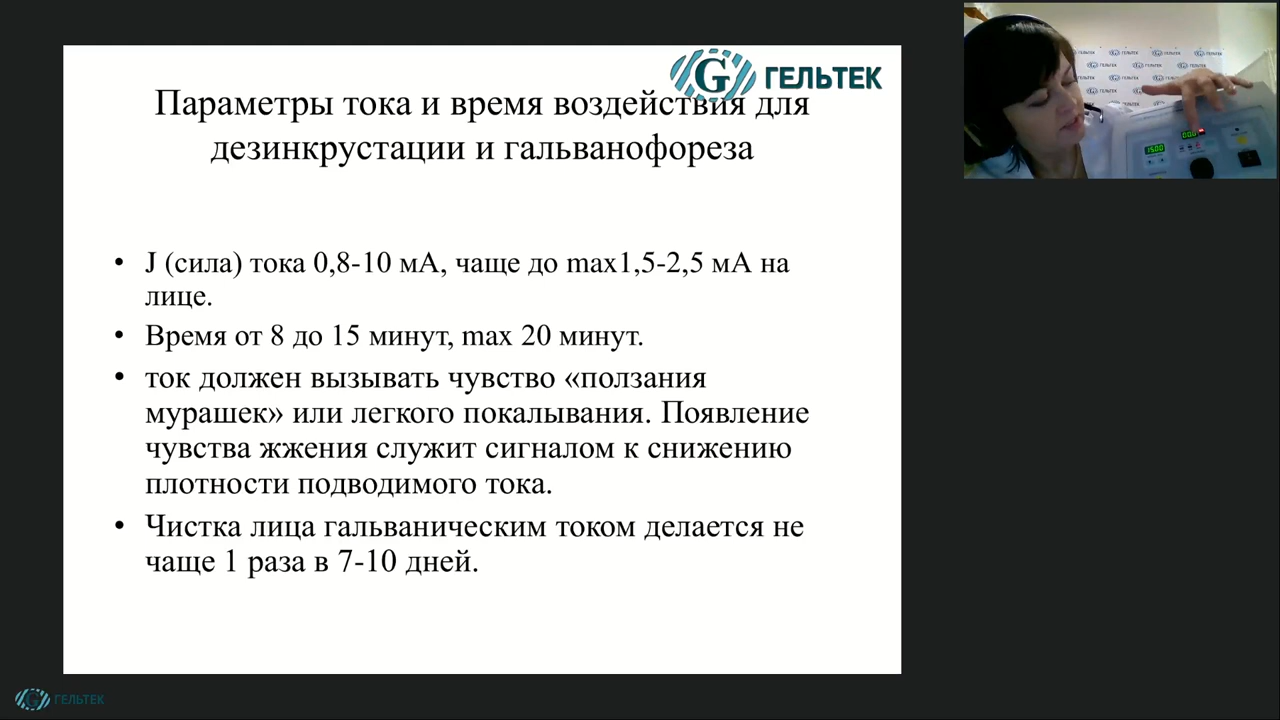 ГЕЛЬТЕК
Параметры тока и время воздействия для
дезинкрустации и гальванофореза
• J (сила) тока 0,8-10 мА, чаще до max1,5-2,5 мА на
лице.
• Время от 8 до 15 минут, max 20 минут.
• ток должен вызывать чувство «ползания
мурашек» или легкого покалывания. Появление
чувства жжения служит сигналом к снижению
плотности подводимого тока.
• Чистка лица гальваническим током делается не
чаще 1 раза в 7-10 дней.
ГЕЛЬТЕК